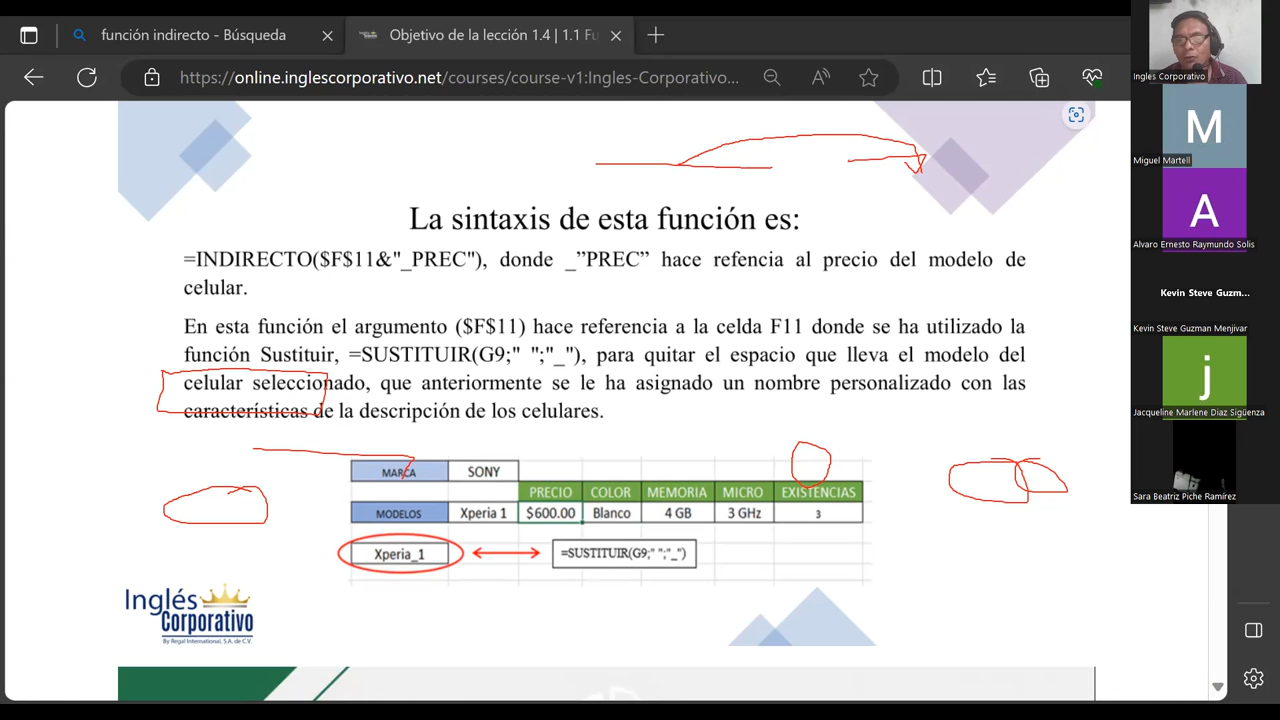 función indirecto - Búsqueda
Objetivo de la lección 1.4 | 1.1 Fu
https://online.inglescorporativo.net/courses/course-v1:Ingles-Corporativo...
La sintaxis de esta función es:
=INDIRECTO($F$11&"_PREC"), donde _”PREC” hace refencia al precio del modelo de
celular.
En esta función el argumento ($F$11) hace referencia a la celda F11 donde se ha utilizado la
función Sustituir, =SUSTITUIR(G9;" ";"_"), para quitar el espacio que lleva el modelo del
celular seleccionado, que anteriormente se le ha asignado un nombre personalizado con las
características de la descripción de los celulares.
MARCA SONY
PRECIO COLOR MEMORIA MICRO EXISTENCIAS
MODELOS Xperia 1 $600.00 Blanco 4 GB 3 GHz 3
Xperia_1 =SUSTITUIR(G9;" ";"_")
Inglés
Corporativo
By Regal International, S.A. de C.V.
Ingles Corporativo
M
Miguel Martell
A
Alvaro Ernesto Raymundo Solis
Kevin Steve Guzm...
Kevin Steve Guzman Menjivar
j
Jacqueline Marlene Diaz Sigüenza
Sara Beatriz Piche Ramírez